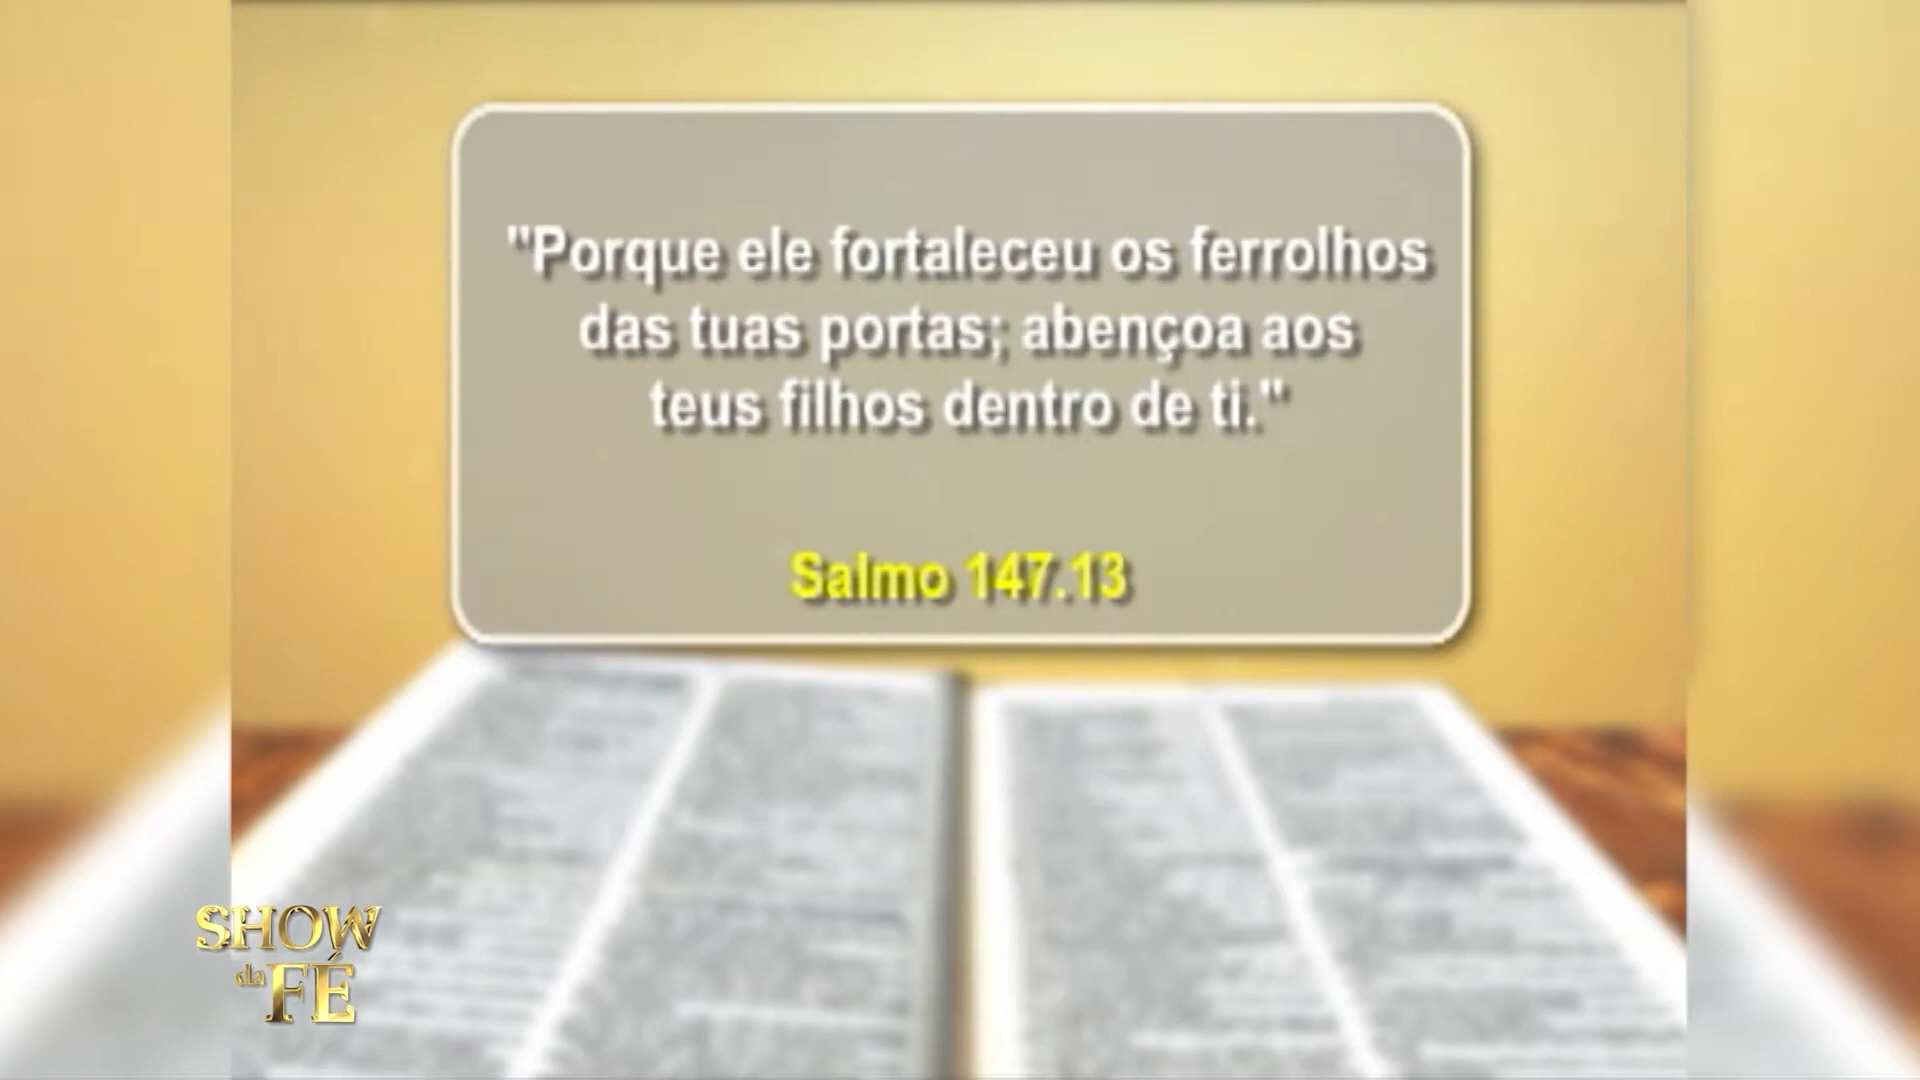 "Porque ele fortaleceu os ferrolhos
das tuas portas; abençoa aos
teus filhos dentro de ti."
Salmo 147.13
SHOW
da FÉ